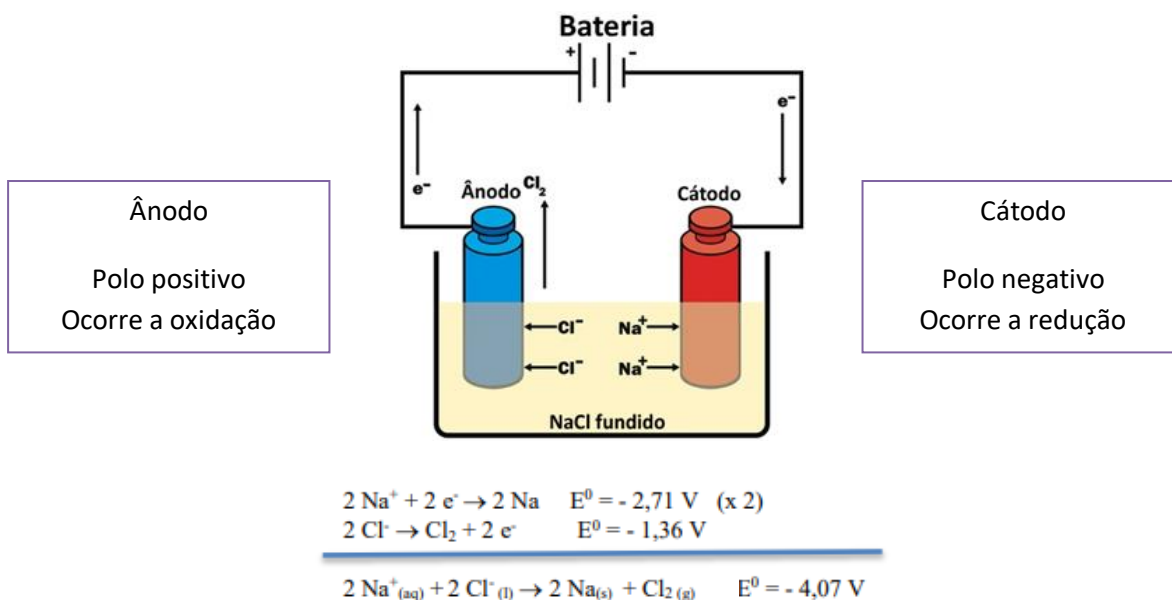 Bateria
+ -
e⁻
e⁻
Ânodo Cl₂
Cátodo
Ânodo
Polo positivo
Ocorre a oxidação
Cátodo
Polo negativo
Ocorre a redução
Cl⁻ Na⁺
Cl⁻ Na⁺
NaCl fundido
2 Na⁺ + 2 e⁻ → 2 Na E⁰ = - 2,71 V (x 2)
2 Cl⁻ → Cl₂ + 2 e⁻ E⁰ = - 1,36 V
2 Na⁺(aq) + 2 Cl⁻(l) → 2 Na(s) + Cl₂ (g) E⁰ = - 4,07 V